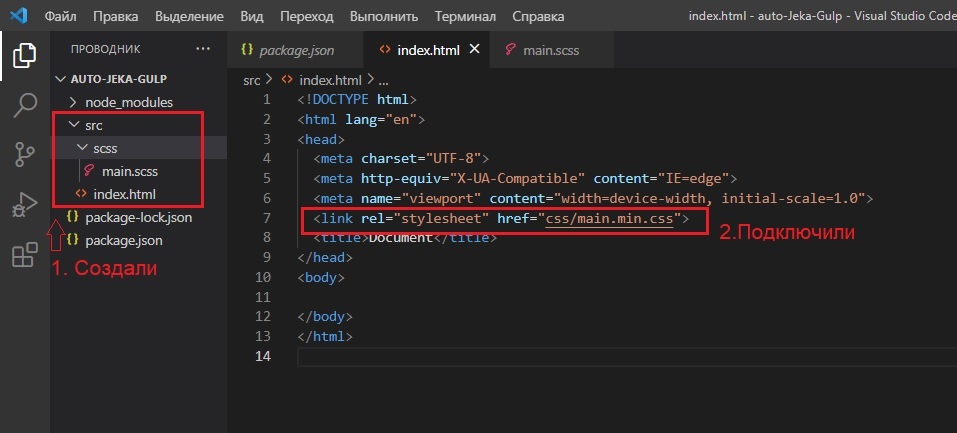 Файл Правка Выделение Вид Переход Выполнить Терминал Справка index.html - auto-Jeka-Gulp - Visual Studio Code
ПРОВОДНИК ...
AUTO-JEKA-GULP
node_modules
src
scss
main.scss
index.html
package-lock.json
package.json
1. Создали
package.json index.html main.scss
src > index.html > ...
1 <!DOCTYPE html>
2 <html lang="en">
3 <head>
4 <meta charset="UTF-8">
5 <meta http-equiv="X-UA-Compatible" content="IE=edge">
6 <meta name="viewport" content="width=device-width, initial-scale=1.0">
7 <link rel="stylesheet" href="css/main.min.css">
8 <title>Document</title>
9 </head>
10 <body>
11
12 </body>
13 </html>
14
2.Подключили